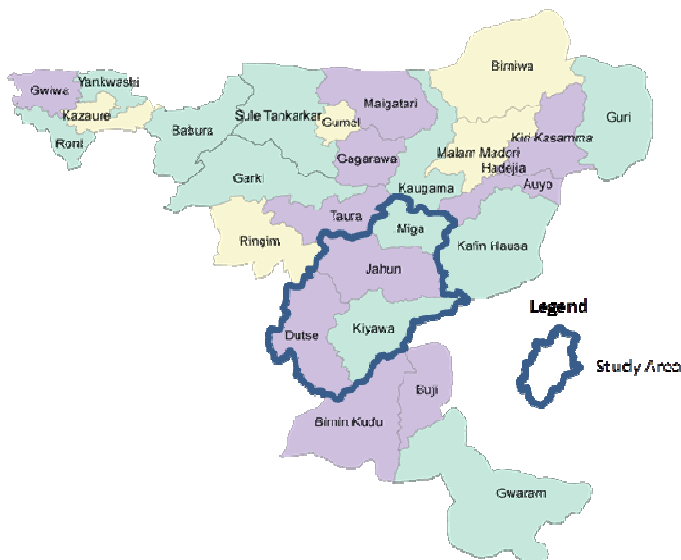 Birniwa
Yankwashi
Gwiwa
Maigatari
Kazaure
Sule Tankarkar
Guri
Gumel
Babura
Kiri Kasamma
Roni
Malam Madori
Gagarawa
Hadejia
Garki
Auyo
Kaugama
Taura
Miga
Ringim
Kafin Hausa
Jahun
Legend
Dutse
Kiyawa
Study Area
Buji
Birnin Kudu
Gwaram